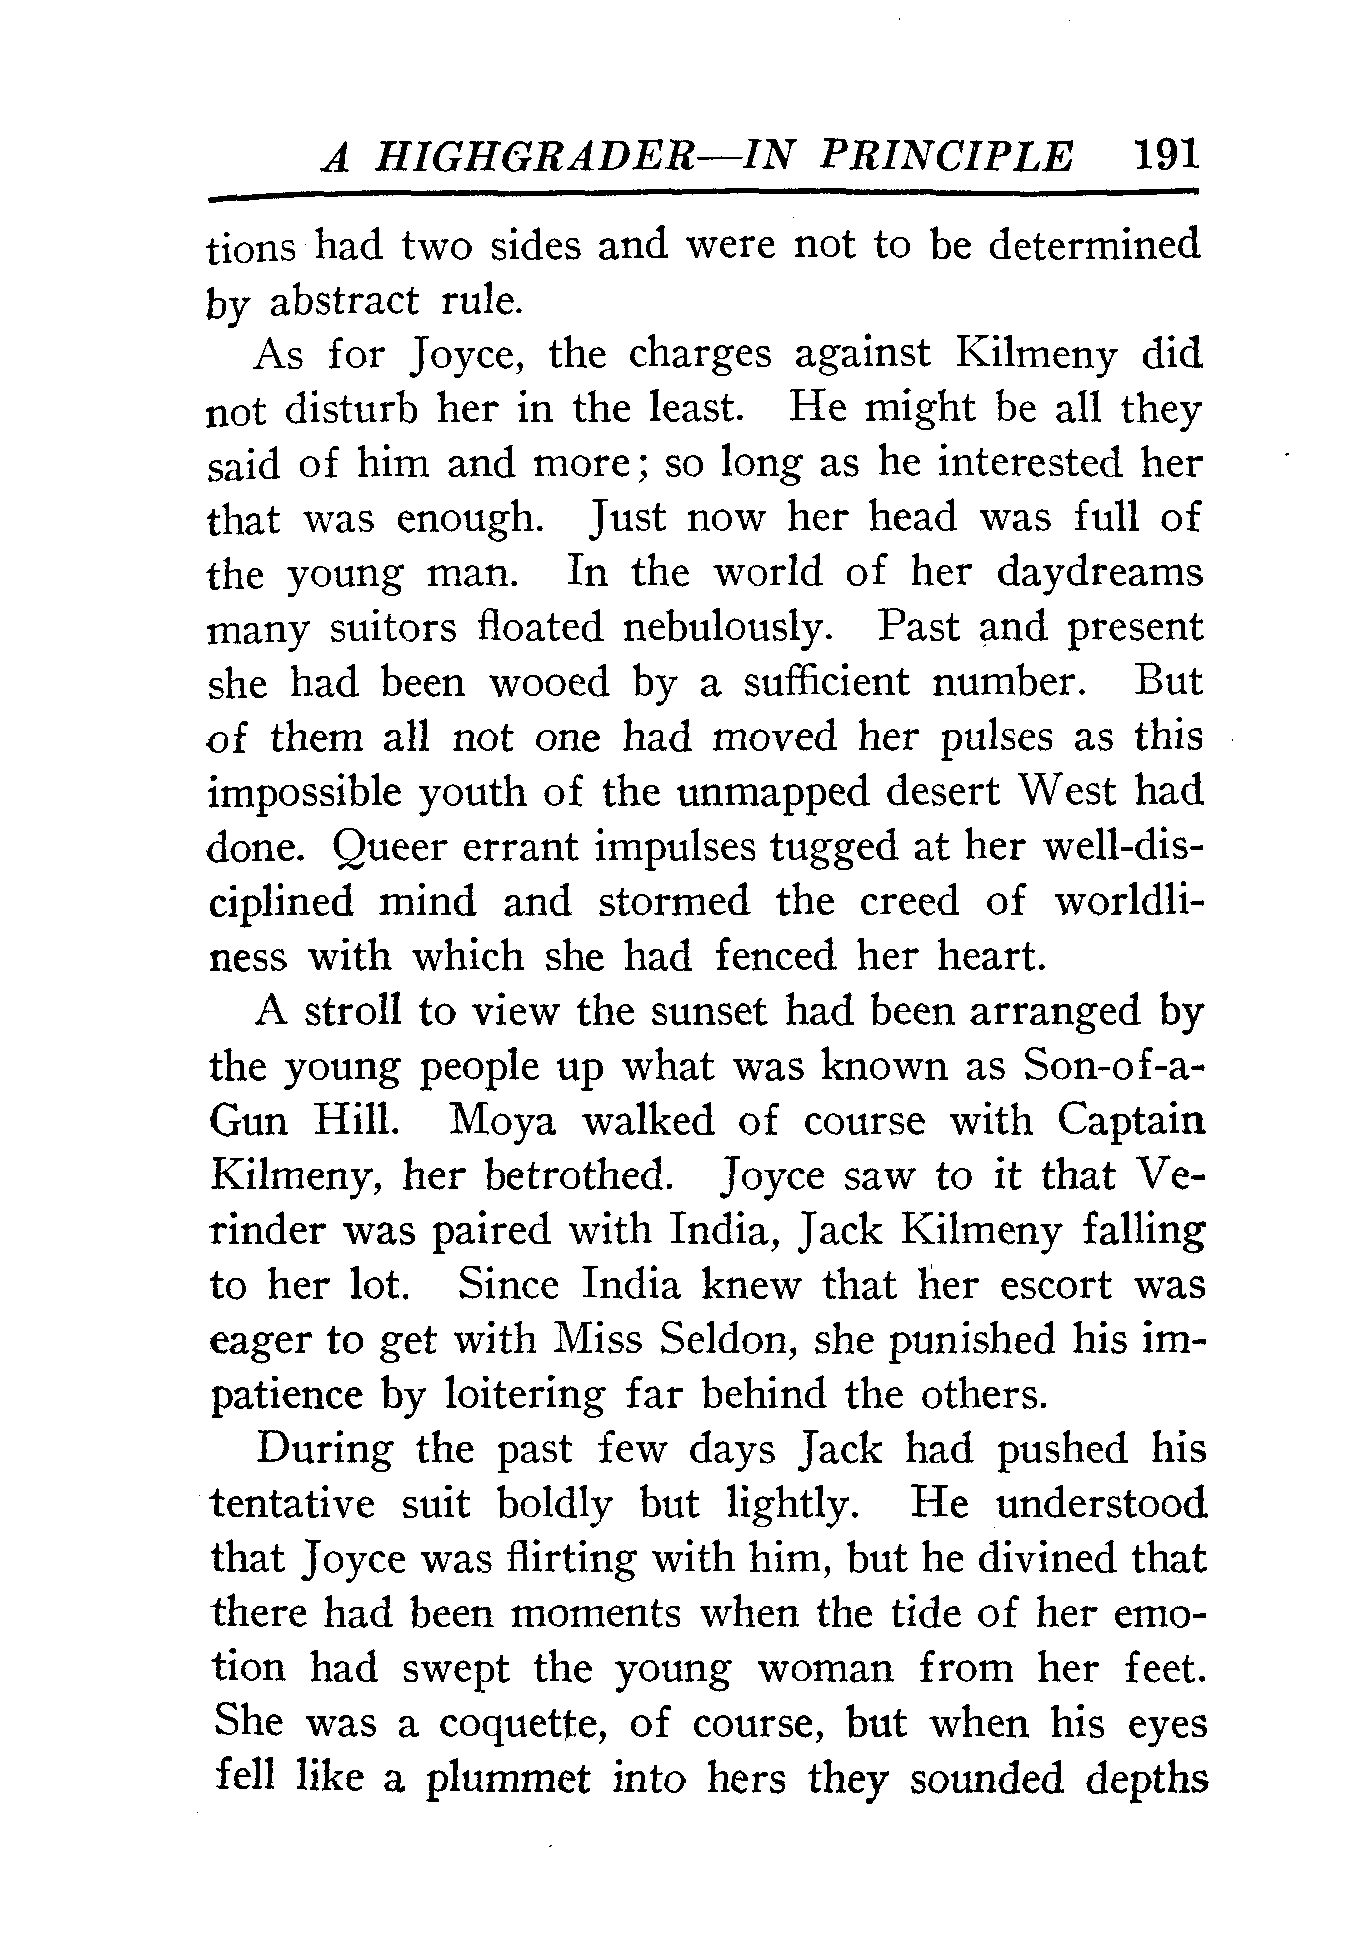 A HIGHGRADER—IN PRINCIPLE 191
tions had two sides and were not to be determined
by abstract rule.
As for Joyce, the charges against Kilmeny did
not disturb her in the least. He might be all they
said of him and more; so long as he interested her
that was enough. Just now her head was full of
the young man. In the world of her daydreams
many suitors floated nebulously. Past and present
she had been wooed by a sufficient number. But
of them all not one had moved her pulses as this
impossible youth of the unmapped desert West had
done. Queer errant impulses tugged at her well-dis-
ciplined mind and stormed the creed of worldli-
ness with which she had fenced her heart.
A stroll to view the sunset had been arranged by
the young people up what was known as Son-of-a-
Gun Hill. Moya walked of course with Captain
Kilmeny, her betrothed. Joyce saw to it that Ve-
rinder was paired with India, Jack Kilmeny falling
to her lot. Since India knew that her escort was
eager to get with Miss Seldon, she punished his im-
patience by loitering far behind the others.
During the past few days Jack had pushed his
tentative suit boldly but lightly. He understood
that Joyce was flirting with him, but he divined that
there had been moments when the tide of her emo-
tion had swept the young woman from her feet.
She was a coquette, of course, but when his eyes
fell like a plummet into hers they sounded depths